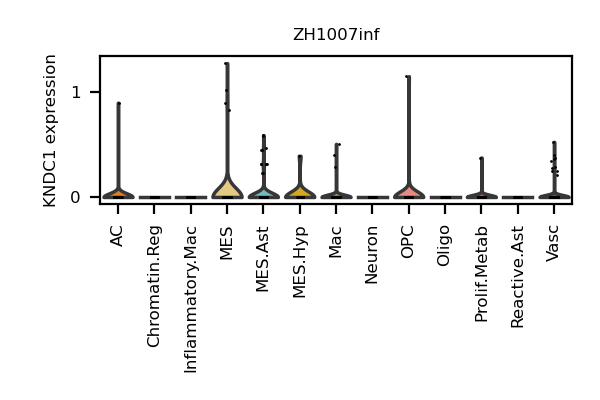 ZH1007inf
KNDC1 expression
1
0
AC
Chromatin.Reg
Inflammatory.Mac
MES
MES.Ast
MES.Hyp
Mac
Neuron
OPC
Oligo
Prolif.Metab
Reactive.Ast
Vasc